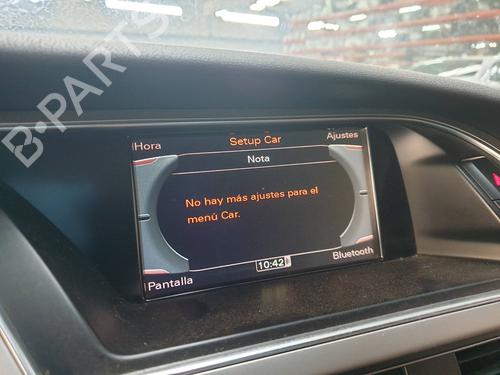 B-PARTS
Hora
Setup Car
Ajustes
Nota
No hay más ajustes para el
menú Car.
10:42
Pantalla
Bluetooth